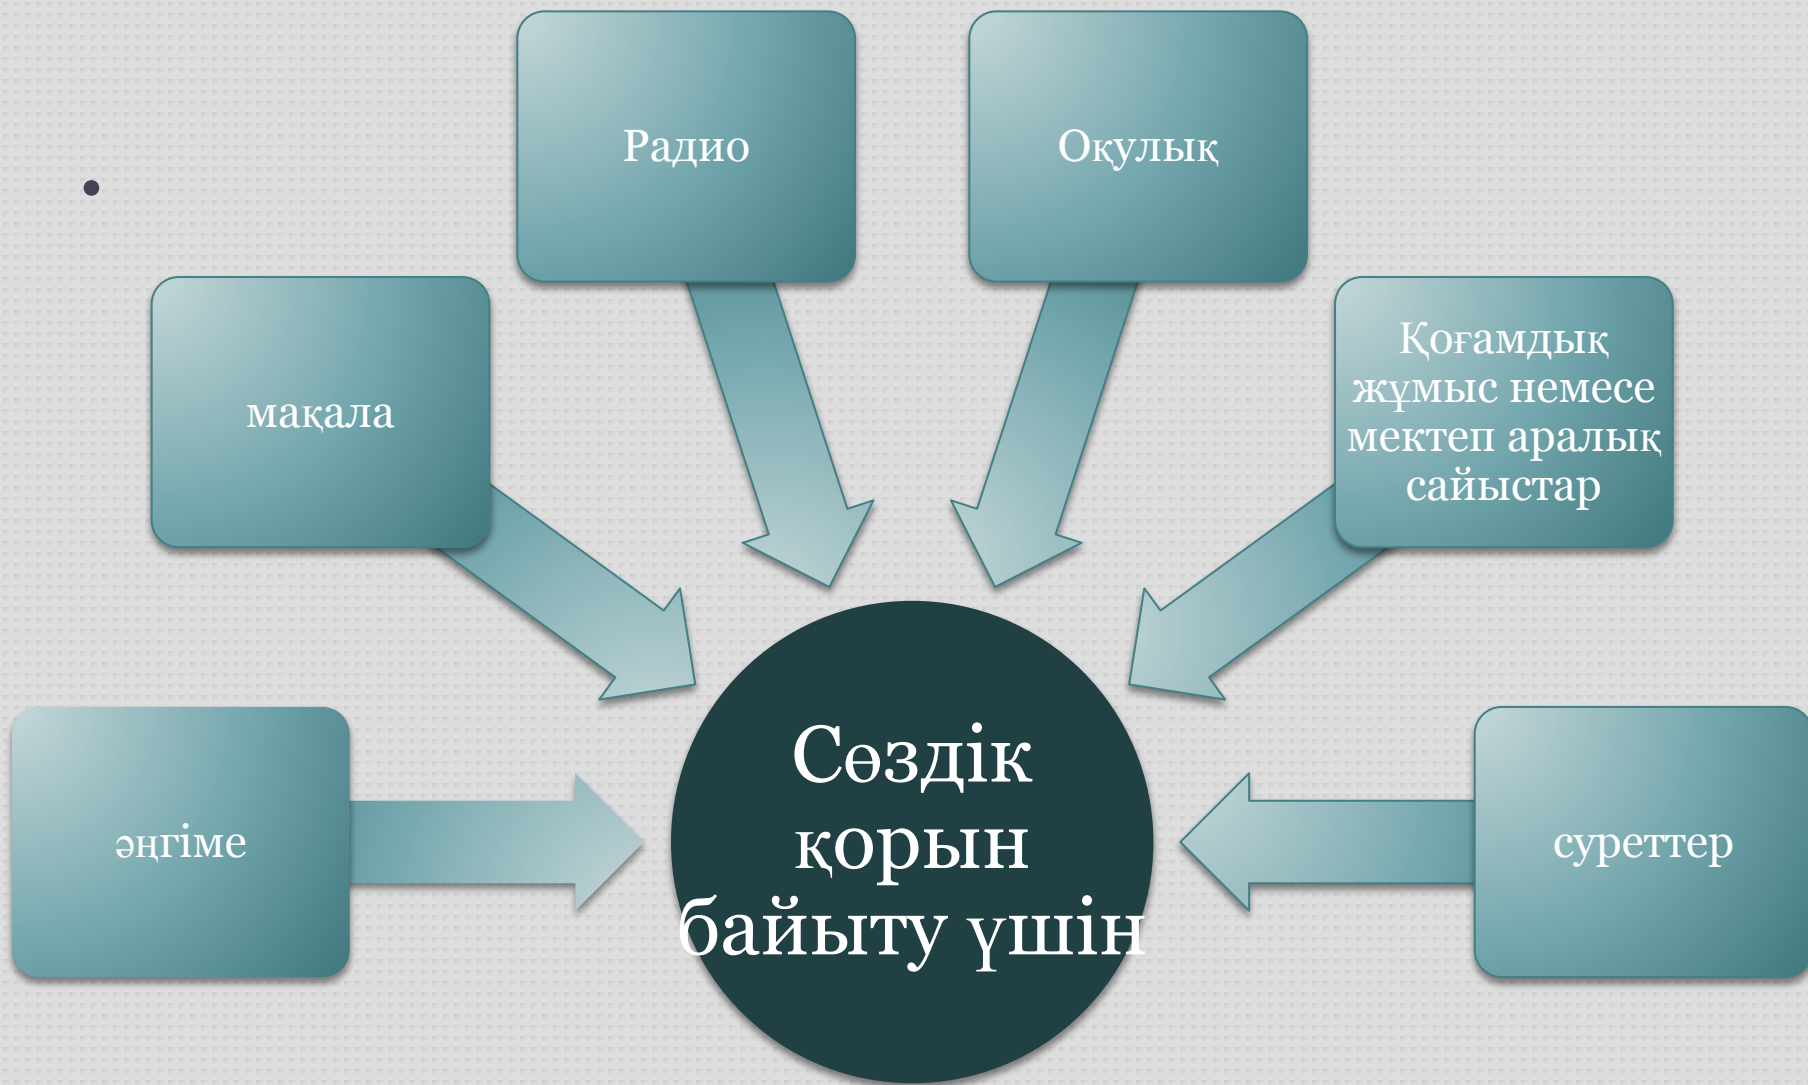 Радио
Оқулық
мақала
Қоғамдық
жұмыс немесе
мектеп аралық
сайыстар
әңгіме
Сөздік
қорын
байыту үшін
суреттер